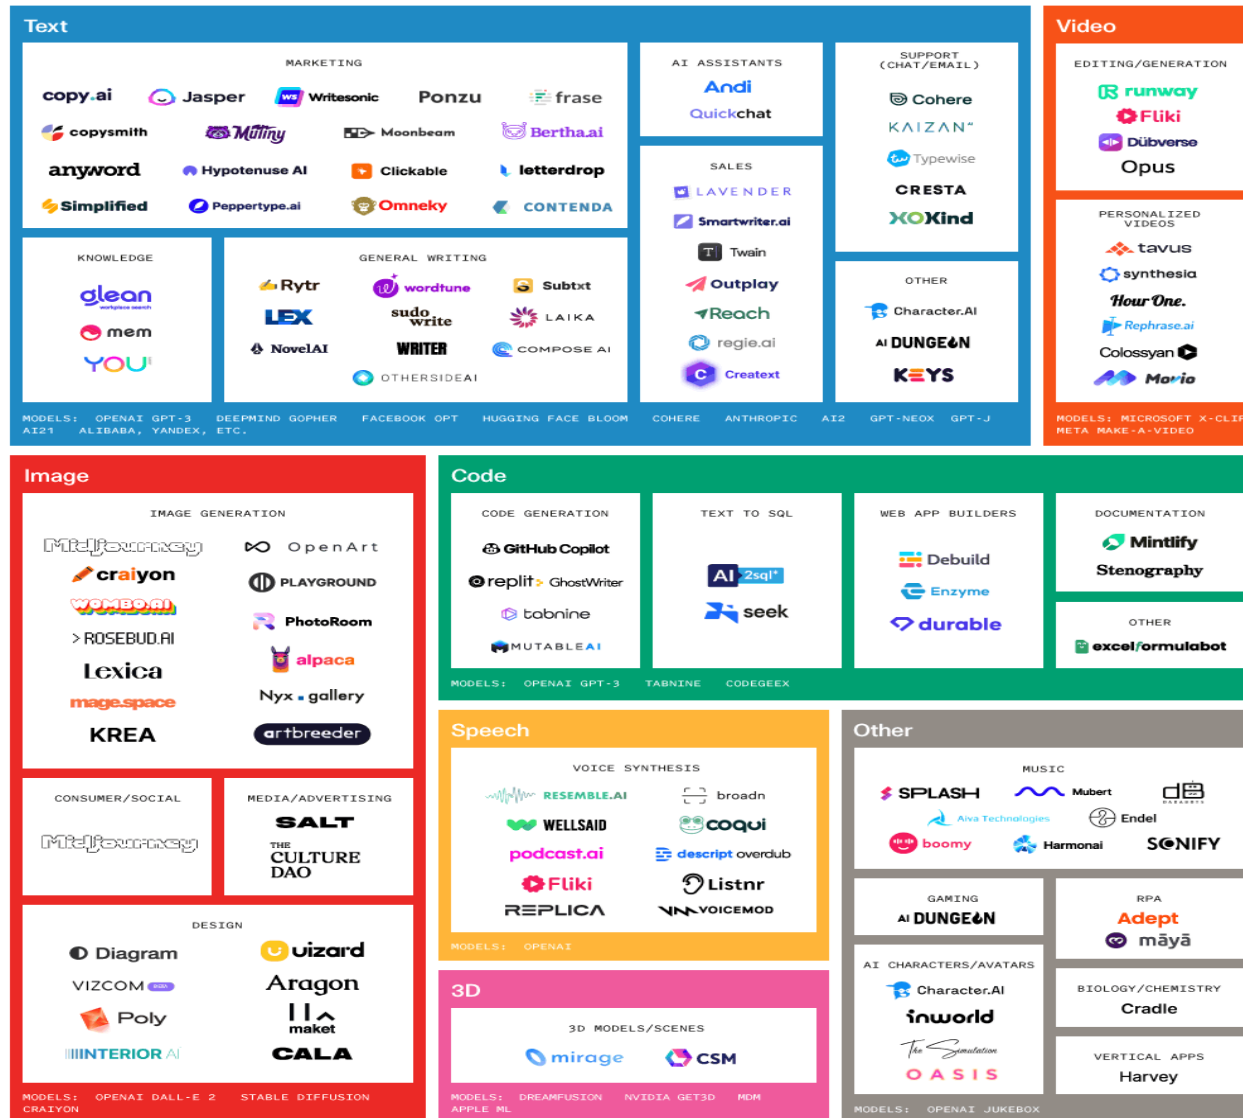 Text
MARKETING
copy.ai Jasper WS Writesonic Ponzu frase
copysmith Mutiny Moonbeam Bertha.ai
anyword Hypotenuse AI Clickable letterdrop
Simplified Peppertype.ai Omneky CONTENDA
KNOWLEDGE
glean
workplace search
mem
YOU
GENERAL WRITING
Rytr wordtune Subtxt
LEX sudo write LAIKA
NovelAI WRITER COMPOSE AI
OTHERSIDEAI
AI ASSISTANTS
Andi
Quickchat
SALES
LAVENDER
Smartwriter.ai
T Twain
Outplay
Reach
regie.ai
C Creatext
SUPPORT
(CHAT/EMAIL)
Cohere
KAIZAN
tw Typewise
CRESTA
XOKind
OTHER
Character.AI
AI DUNGEON
KEYS
MODELS: OPENAI GPT-3 DEEPMIND GOPHER FACEBOOK OPT HUGGING FACE BLOOM COHERE ANTHROPIC AI2 GPT-NEOX GPT-J
AI21 ALIBABA, YANDEX, ETC.
Video
EDITING/GENERATION
runway
Fliki
Dübverse
Opus
PERSONALIZED
VIDEOS
tavus
synthesia
Hour One.
Rephrase.ai
Colossyan
Movio
MODELS: MICROSOFT X-CLIP
META MAKE-A-VIDEO
Image
IMAGE GENERATION
Midjourney OpenArt
craiyon PLAYGROUND
WOMBO.AI PhotoRoom
>ROSEBUD.AI alpaca
Lexica Nyx.gallery
mage.space artbreeder
KREA
CONSUMER/SOCIAL
Midjourney
MEDIA/ADVERTISING
SALT
THE
CULTURE
DAO
DESIGN
Diagram uizard
VIZCOM BETA Aragon
Poly maket
INTERIOR AI CALA
MODELS: OPENAI DALL-E 2 STABLE DIFFUSION
CRAIYON
Code
CODE GENERATION
GitHub Copilot
replit GhostWriter
tabnine
MUTABLEAI
TEXT TO SQL
AI 2sql
seek
WEB APP BUILDERS
Debuild
Enzyme
durable
DOCUMENTATION
Mintlify
Stenography
OTHER
excelformulabot
MODELS: OPENAI GPT-3 TABNINE CODEGEEX
Speech
VOICE SYNTHESIS
RESEMBLE.AI broadn
WELLSAID coqui
podcast.ai descript overdub
Fliki Listnr
REPLICA VOICEMOD
MODELS: OPENAI
3D
3D MODELS/SCENES
mirage CSM
MODELS: DREAMFUSION NVIDIA GET3D MDM
APPLE ML
Other
MUSIC
SPLASH Mubert dB
Aiva Technologies Endel
boomy Harmonai SONIFY
GAMING
AI DUNGEON
RPA
Adept
māyā
AI CHARACTERS/AVATARS
Character.AI
inworld
The Simulation
OASIS
BIOLOGY/CHEMISTRY
Cradle
VERTICAL APPS
Harvey
MODELS: OPENAI JUKEBOX